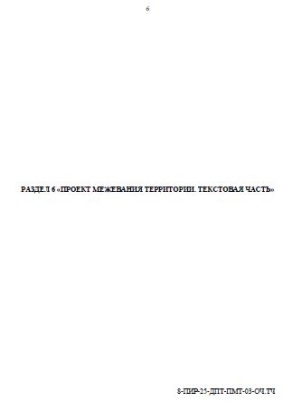 6
РАЗДЕЛ 6 «ПРОЕКТ МЕЖЕВАНИЯ ТЕРРИТОРИИ. ТЕКСТОВАЯ ЧАСТЬ»
8-ПИР-25-ДПТ-ПМТ-03-ОЧ.ТЧ